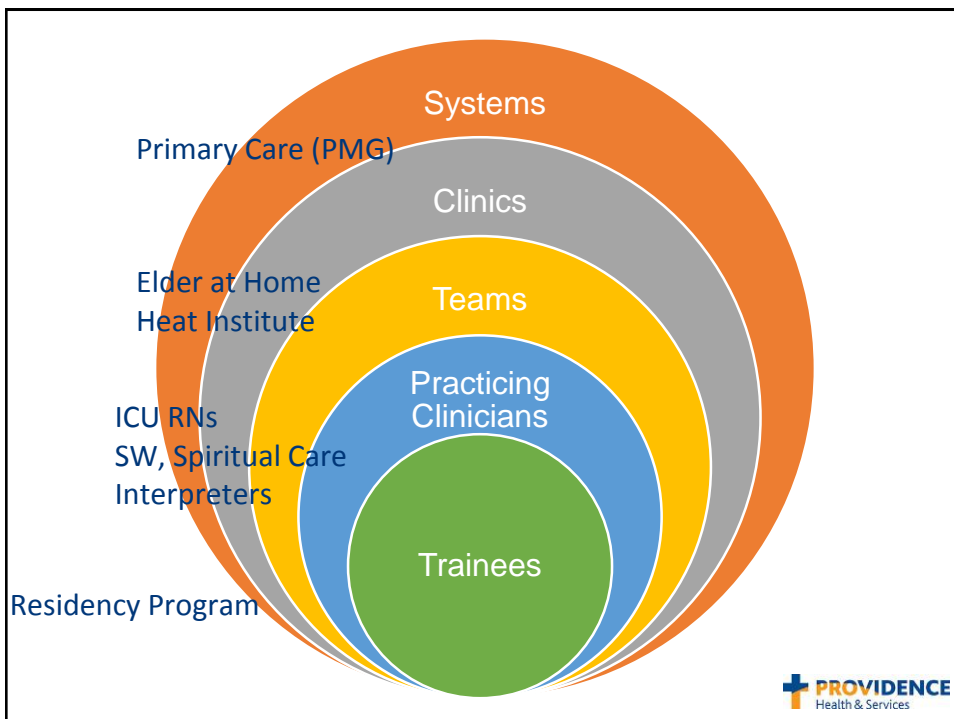 Systems
Primary Care (PMG)
Clinics
Elder at Home
Heat Institute
Teams
Practicing
Clinicians
ICU RNs
SW, Spiritual Care
Interpreters
Trainees
Residency Program
PROVIDENCE
Health & Services